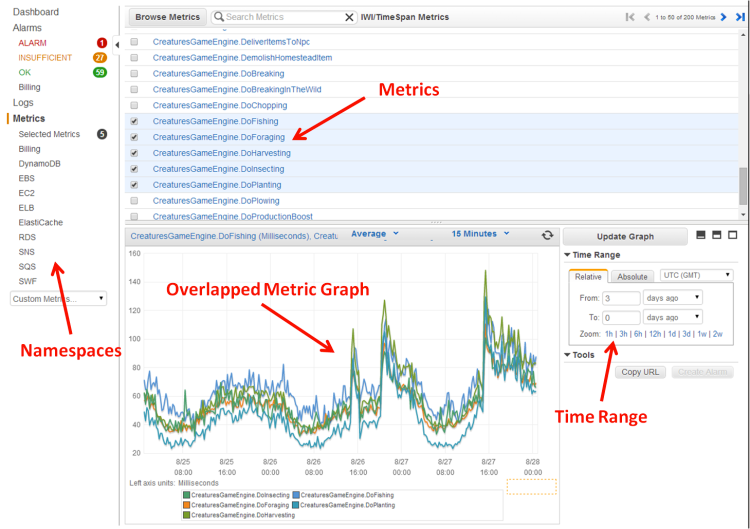 Dashboard
Alarms
ALARM 1
INSUFFICIENT 27
OK 59
Billing
Logs
Metrics
Selected Metrics 5
Billing
DynamoDB
EBS
EC2
ELB
ElastiCache
RDS
SNS
SQS
SWF
Custom Metrics...
Namespaces
Browse Metrics Search Metrics X IWI/TimeSpan Metrics 1 to 50 of 200 Metrics
CreaturesGameEngine.DeliverItemsToNpc
CreaturesGameEngine.DemolishHomesteadItem
CreaturesGameEngine.DoBreaking
CreaturesGameEngine.DoBreakingInTheWild
CreaturesGameEngine.DoChopping
CreaturesGameEngine.DoFishing
CreaturesGameEngine.DoForaging
CreaturesGameEngine.DoHarvesting
CreaturesGameEngine.DoInsecting
CreaturesGameEngine.DoPlanting
CreaturesGameEngine.DoPlowing
CreaturesGameEngine.DoProductionBoost
Metrics
CreaturesGameEngine.DoFishing (Milliseconds), Creatu Average 15 Minutes
160
140
120
100
80
60
40
20
Overlapped Metric Graph
8/25 8/25 8/26 8/26 8/26 8/27 8/27 8/27 8/28
08:00 16:00 00:00 08:00 16:00 00:00 08:00 16:00 00:00
Left axis units: Milliseconds
CreaturesGameEngine.DoInsecting CreaturesGameEngine.DoFishing
CreaturesGameEngine.DoForaging CreaturesGameEngine.DoPlanting
CreaturesGameEngine.DoHarvesting
Update Graph
Time Range
Relative Absolute UTC (GMT)
From: 3 days ago
To: 0 days ago
Zoom: 1h | 3h | 6h | 12h | 1d | 3d | 1w | 2w
Tools
Copy URL Create Alarm
Time Range